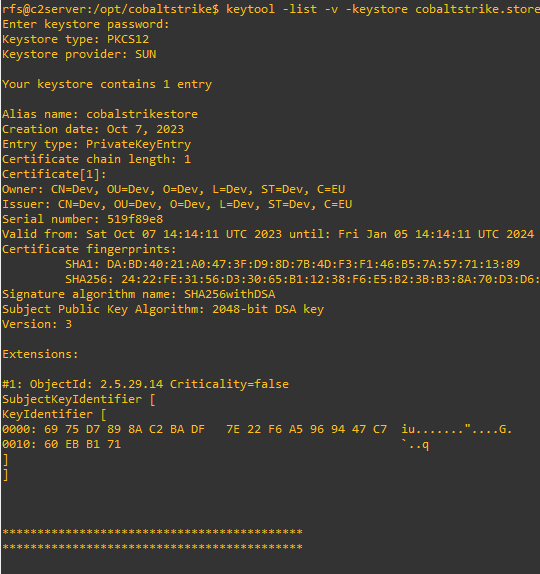 rfs@c2server:/opt/cobaltstrike$ keytool -list -v -keystore cobaltstrike.store
Enter keystore password:
Keystore type: PKCS12
Keystore provider: SUN
Your keystore contains 1 entry
Alias name: cobalstrikestore
Creation date: Oct 7, 2023
Entry type: PrivateKeyEntry
Certificate chain length: 1
Certificate[1]:
Owner: CN=Dev, OU=Dev, O=Dev, L=Dev, ST=Dev, C=EU
Issuer: CN=Dev, OU=Dev, O=Dev, L=Dev, ST=Dev, C=EU
Serial number: 519f89e8
Valid from: Sat Oct 07 14:14:11 UTC 2023 until: Fri Jan 05 14:14:11 UTC 2024
Certificate fingerprints:
SHA1: DA:BD:40:21:A0:47:3F:D9:8D:7B:4D:F3:F1:46:B5:7A:57:71:13:89
SHA256: 24:22:FE:31:56:D3:30:65:B1:12:38:F6:E5:B2:3B:B3:8A:70:D3:D6:
Signature algorithm name: SHA256withDSA
Subject Public Key Algorithm: 2048-bit DSA key
Version: 3
Extensions:
#1: ObjectId: 2.5.29.14 Criticality=false
SubjectKeyIdentifier [
KeyIdentifier [
0000: 69 75 D7 89 8A C2 BA DF   7E 22 F6 A5 96 94 47 C7  iu.......&quot;....G.
0010: 60 EB B1 71                                        `..q
]
]
*******************************************
*******************************************